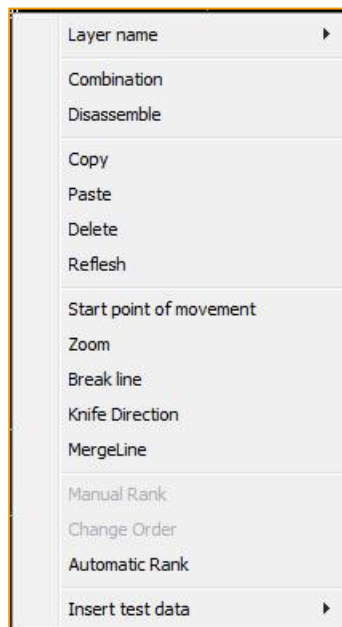 Layer name
Combination
Disassemble
Copy
Paste
Delete
Reflesh
Start point of movement
Zoom
Break line
Knife Direction
MergeLine
Manual Rank
Change Order
Automatic Rank
Insert test data